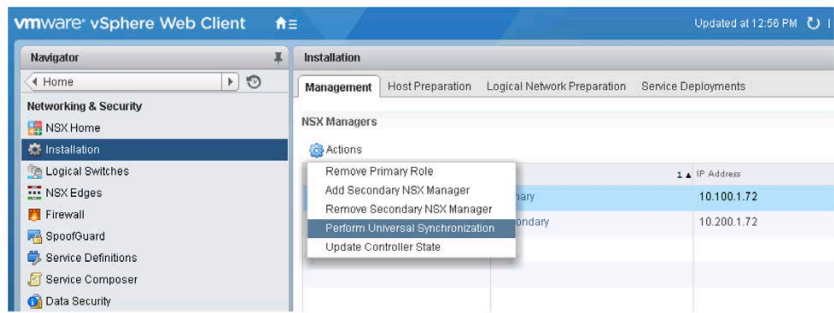 vmware® vSphere Web Client
Updated at 12:56 PM
Navigator
Home
Networking & Security
NSX Home
Installation
Logical Switches
NSX Edges
Firewall
SpoofGuard
Service Definitions
Service Composer
Data Security
Installation
Management Host Preparation Logical Network Preparation Service Deployments
NSX Managers
Actions
Remove Primary Role
Add Secondary NSX Manager
Remove Secondary NSX Manager
Perform Universal Synchronization
Update Controller State
1 IP Address
10.100.1.72
10.200.1.72